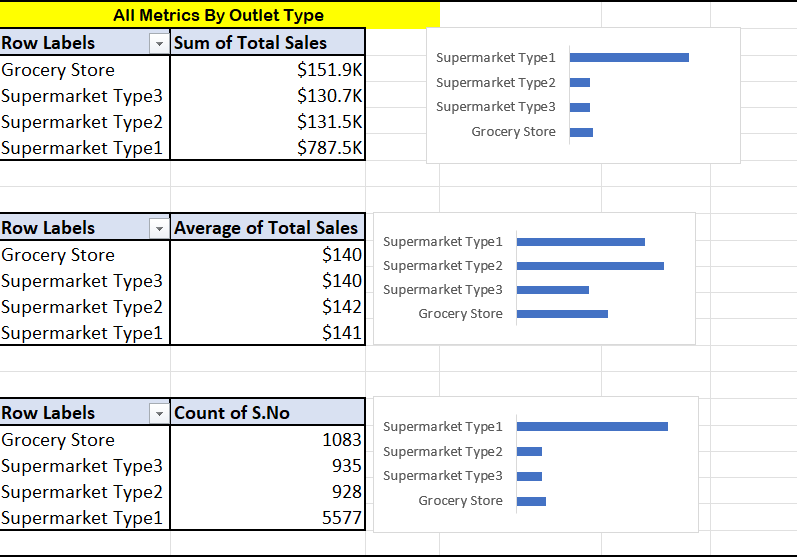 All Metrics By Outlet Type
Row Labels Sum of Total Sales
Grocery Store $151.9K
Supermarket Type3 $130.7K
Supermarket Type2 $131.5K
Supermarket Type1 $787.5K
Supermarket Type1
Supermarket Type2
Supermarket Type3
Grocery Store
Row Labels Average of Total Sales
Grocery Store $140
Supermarket Type3 $140
Supermarket Type2 $142
Supermarket Type1 $141
Supermarket Type1
Supermarket Type2
Supermarket Type3
Grocery Store
Row Labels Count of S.No
Grocery Store 1083
Supermarket Type3 935
Supermarket Type2 928
Supermarket Type1 5577
Supermarket Type1
Supermarket Type2
Supermarket Type3
Grocery Store